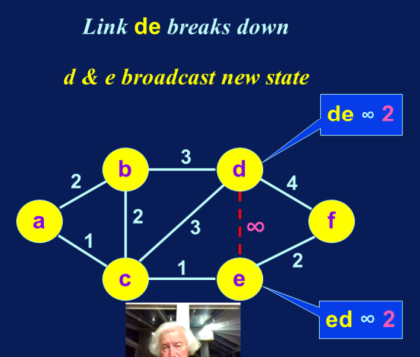 Link de breaks down
d & e broadcast new state
de ∞ 2
b 3 d
2 4
a 2 3 ∞ f
1 2
c 1 e
ed ∞ 2